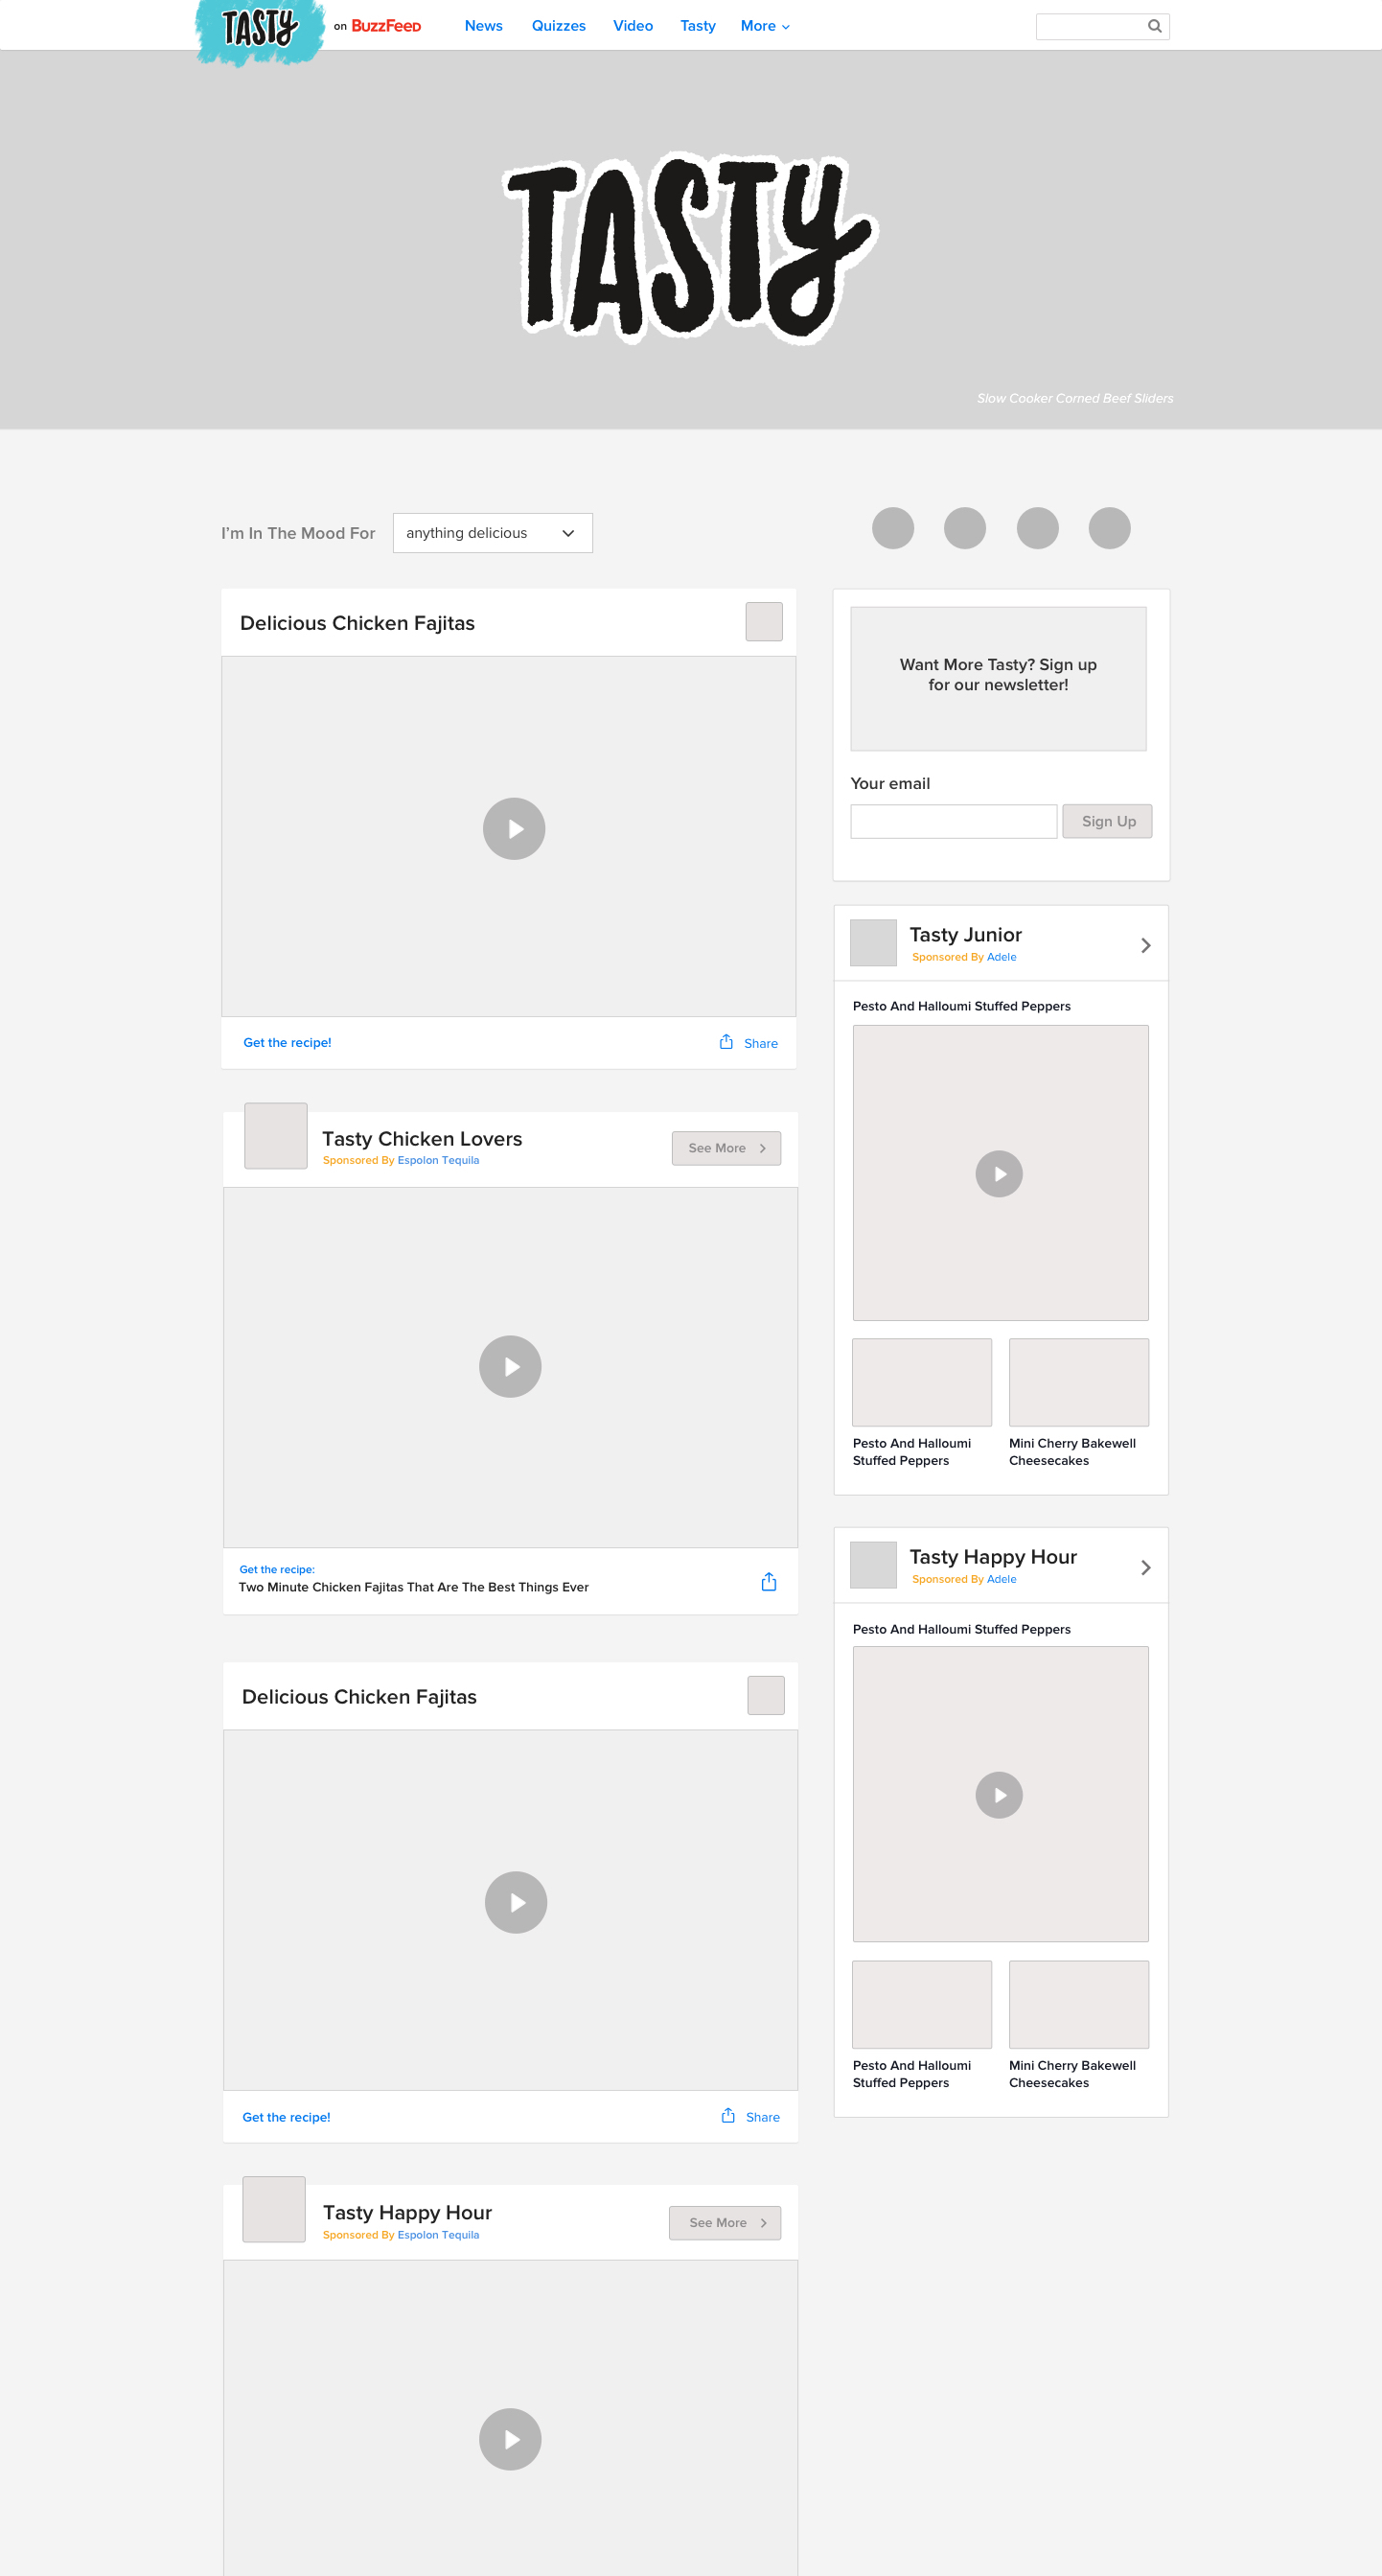 TASTY
on BuzzFeed
News
Quizzes
Video
Tasty
More
TASTY
Slow Cooker Corned Beef Sliders
I'm In The Mood For
anything delicious
Delicious Chicken Fajitas
Get the recipe!
Share
Tasty Chicken Lovers
Sponsored By Espolon Tequila
See More
Get the recipe:
Two Minute Chicken Fajitas That Are The Best Things Ever
Delicious Chicken Fajitas
Get the recipe!
Share
Tasty Happy Hour
Sponsored By Espolon Tequila
See More
Want More Tasty? Sign up
for our newsletter!
Your email
Sign Up
Tasty Junior
Sponsored By Adele
Pesto And Halloumi Stuffed Peppers
Pesto And Halloumi
Stuffed Peppers
Mini Cherry Bakewell
Cheesecakes
Tasty Happy Hour
Sponsored By Adele
Pesto And Halloumi Stuffed Peppers
Pesto And Halloumi
Stuffed Peppers
Mini Cherry Bakewell
Cheesecakes